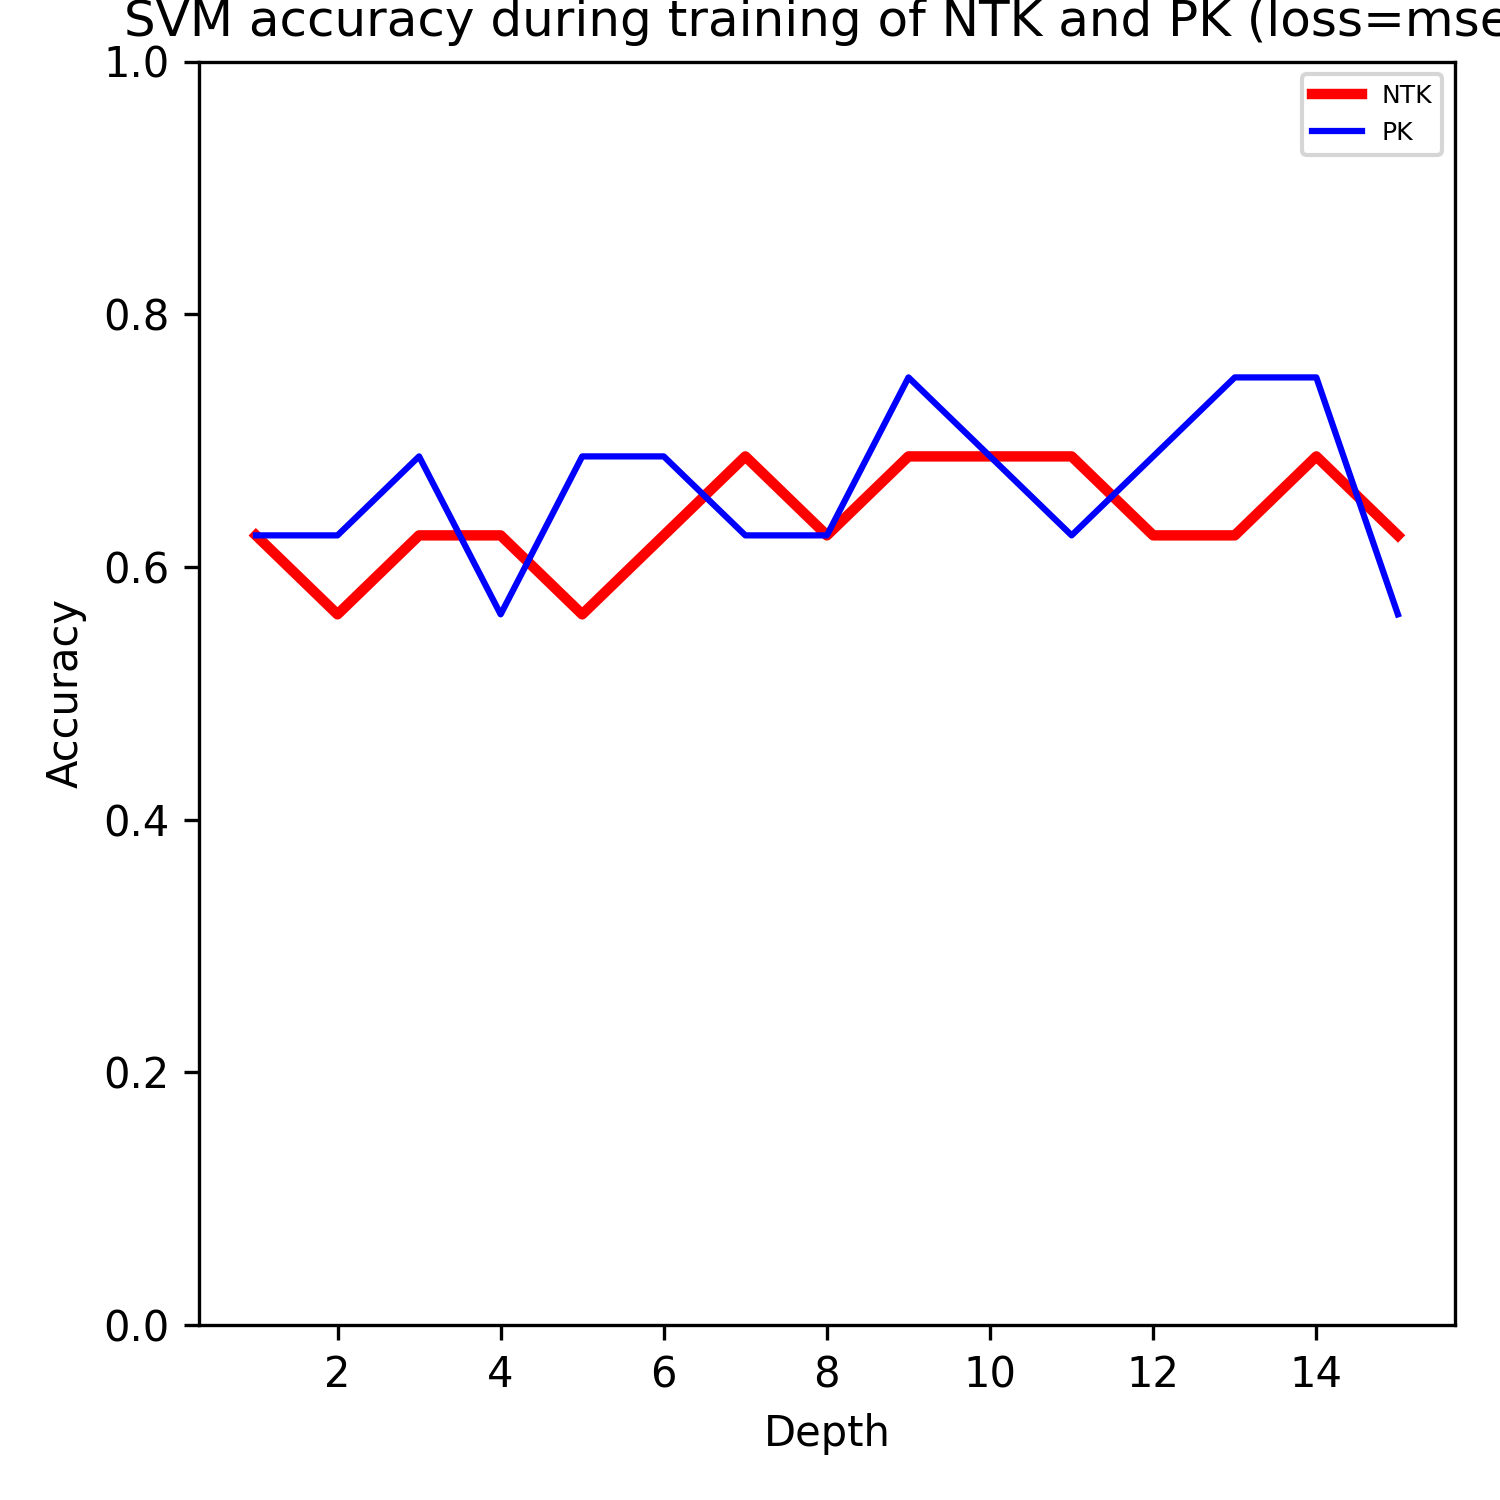 SVM accuracy during training of NTK and PK (loss=mse
1.0
NTK
PK
0.8
0.6
Accuracy
0.4
0.2
0.0
2 4 6 8 10 12 14
Depth